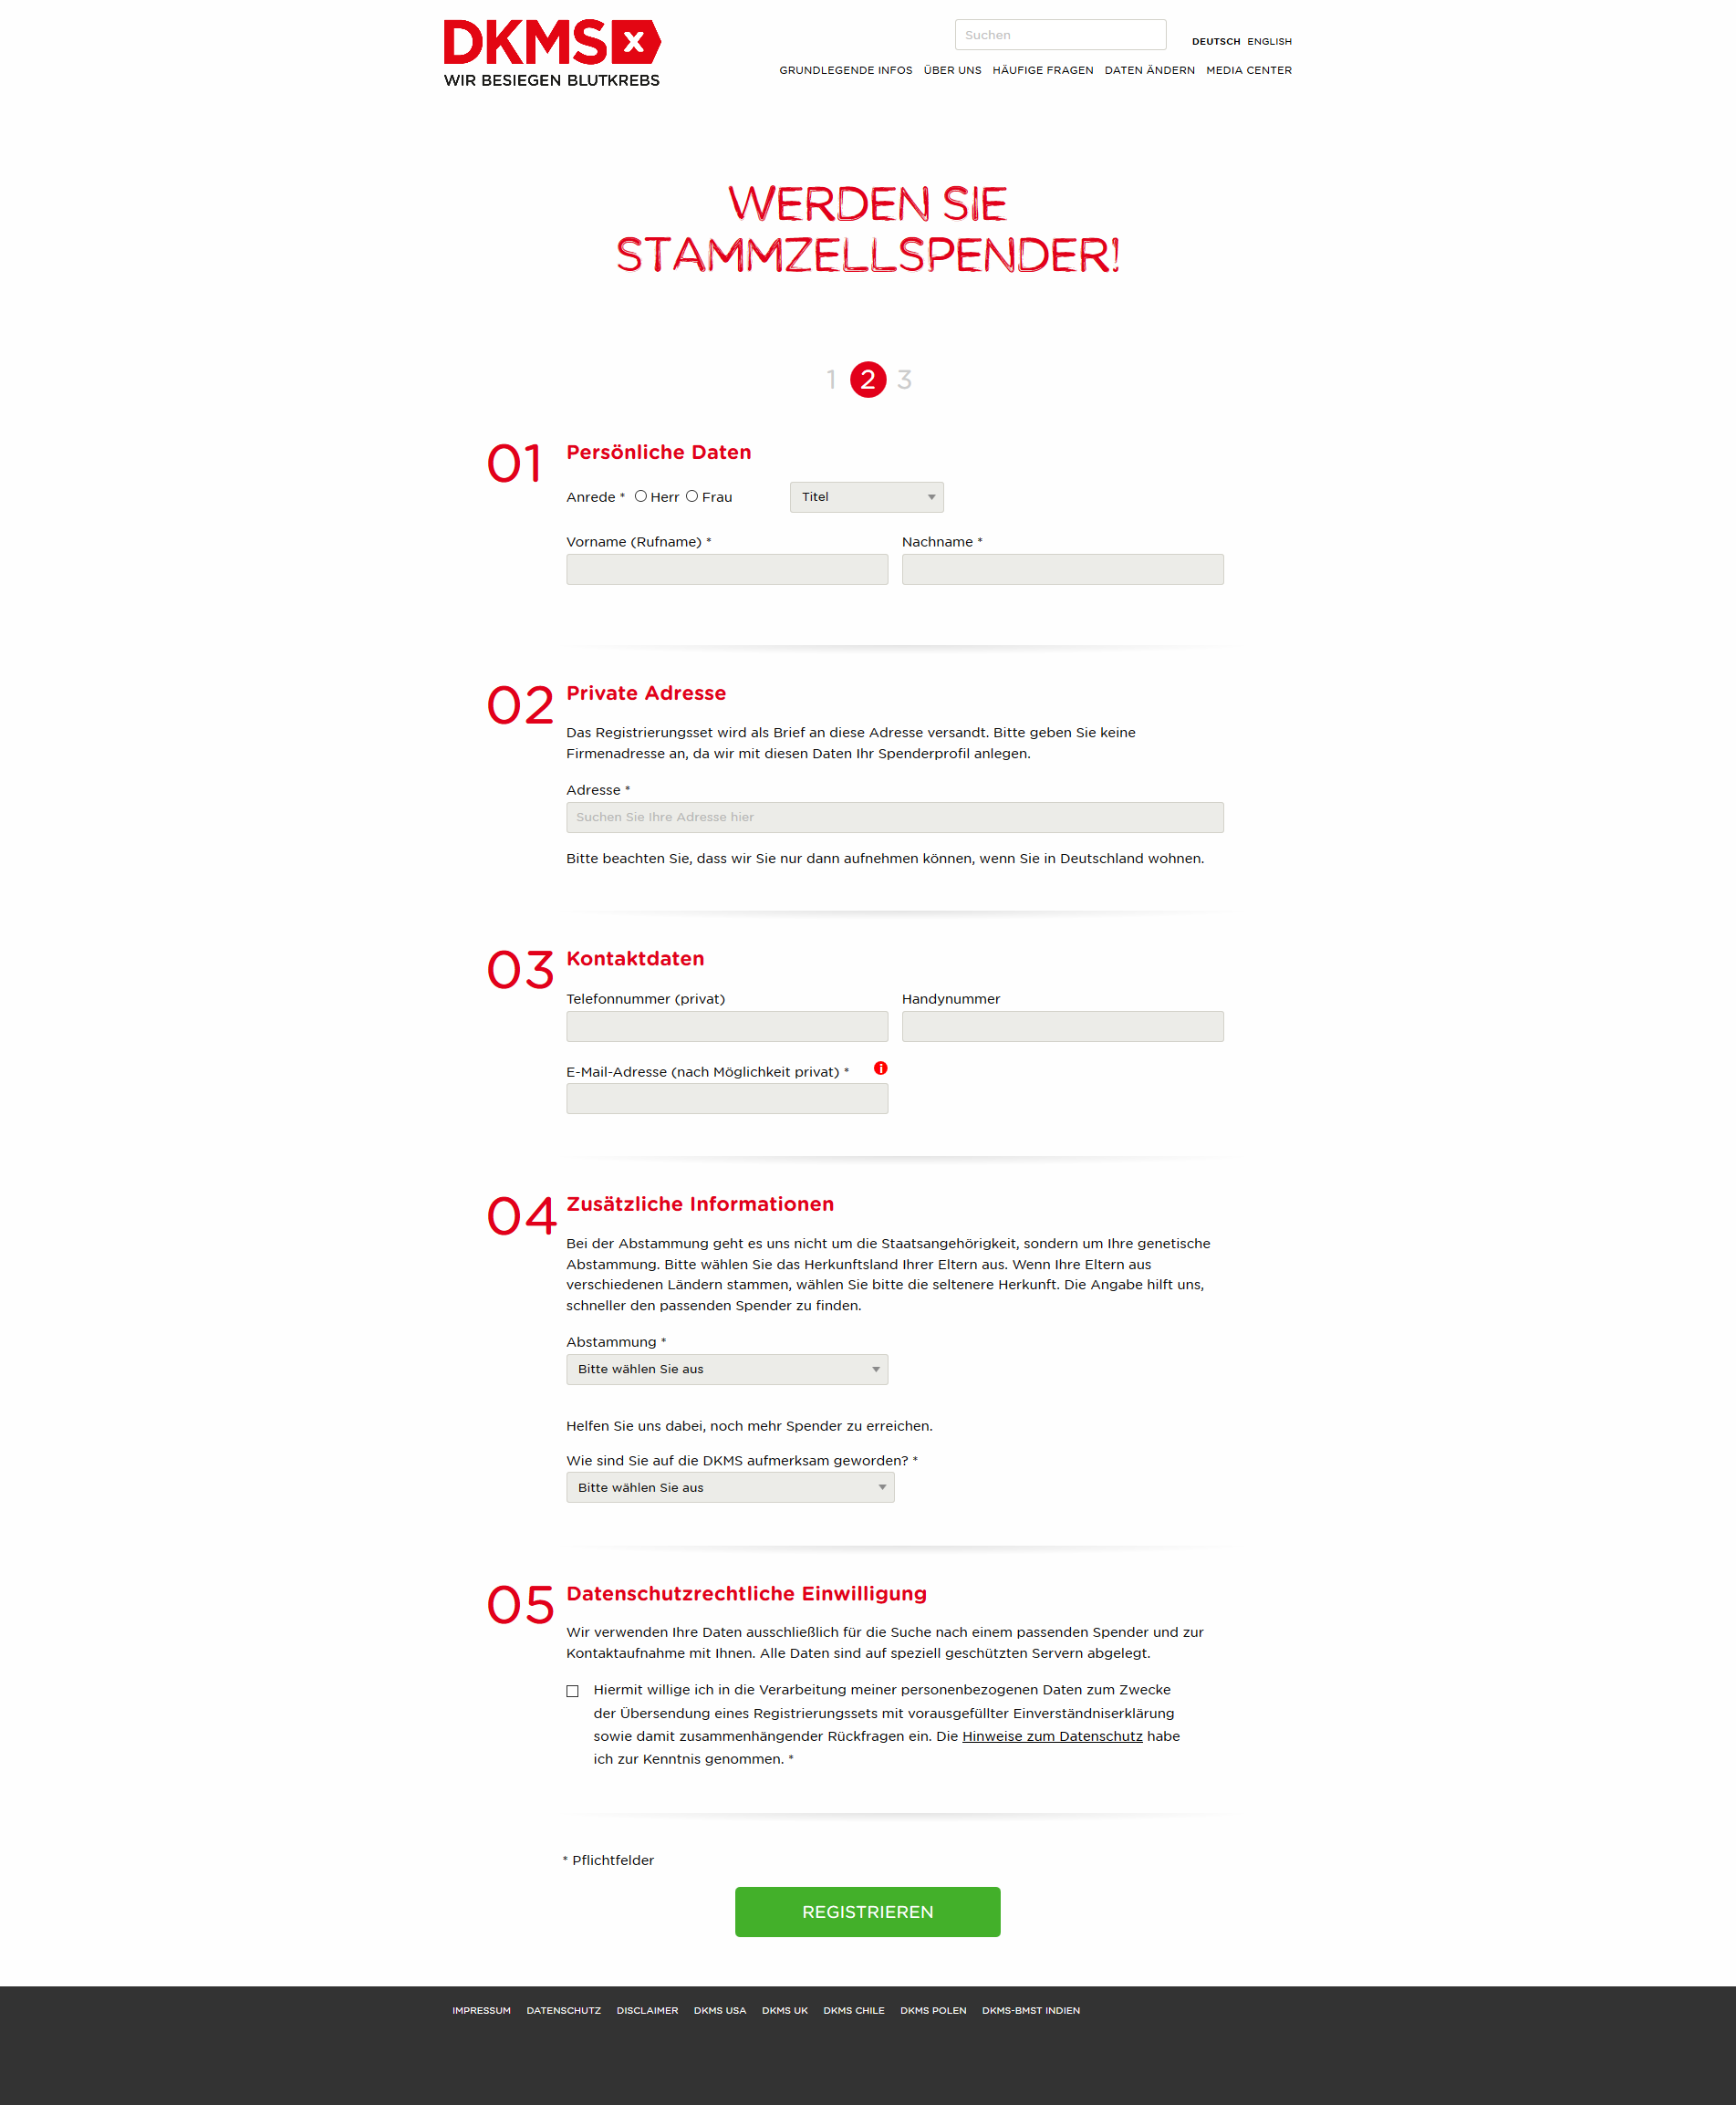 DKMS x
WIR BESIEGEN BLUTKREBS
Suchen
DEUTSCH ENGLISH
GRUNDLEGENDE INFOS ÜBER UNS HÄUFIGE FRAGEN DATEN ÄNDERN MEDIA CENTER
WERDEN SIE
STAMMZELLSPENDER!
1 2 3
01 Persönliche Daten
Anrede * Herr Frau Titel
Vorname (Rufname) * Nachname *
02 Private Adresse
Das Registrierungsset wird als Brief an diese Adresse versandt. Bitte geben Sie keine
Firmenadresse an, da wir mit diesen Daten Ihr Spenderprofil anlegen.
Adresse *
Suchen Sie Ihre Adresse hier
Bitte beachten Sie, dass wir Sie nur dann aufnehmen können, wenn Sie in Deutschland wohnen.
03 Kontaktdaten
Telefonnummer (privat) Handynummer
E-Mail-Adresse (nach Möglichkeit privat) * i
04 Zusätzliche Informationen
Bei der Abstammung geht es uns nicht um die Staatsangehörigkeit, sondern um Ihre genetische
Abstammung. Bitte wählen Sie das Herkunftsland Ihrer Eltern aus. Wenn Ihre Eltern aus
verschiedenen Ländern stammen, wählen Sie bitte die seltenere Herkunft. Die Angabe hilft uns,
schneller den passenden Spender zu finden.
Abstammung *
Bitte wählen Sie aus
Helfen Sie uns dabei, noch mehr Spender zu erreichen.
Wie sind Sie auf die DKMS aufmerksam geworden? *
Bitte wählen Sie aus
05 Datenschutzrechtliche Einwilligung
Wir verwenden Ihre Daten ausschließlich für die Suche nach einem passenden Spender und zur
Kontaktaufnahme mit Ihnen. Alle Daten sind auf speziell geschützten Servern abgelegt.
Hiermit willige ich in die Verarbeitung meiner personenbezogenen Daten zum Zwecke
der Übersendung eines Registrierungssets mit vorausgefüllter Einverständniserklärung
sowie damit zusammenhängender Rückfragen ein. Die Hinweise zum Datenschutz habe
ich zur Kenntnis genommen. *
* Pflichtfelder
REGISTRIEREN
IMPRESSUM DATENSCHUTZ DISCLAIMER DKMS USA DKMS UK DKMS CHILE DKMS POLEN DKMS-BMST INDIEN